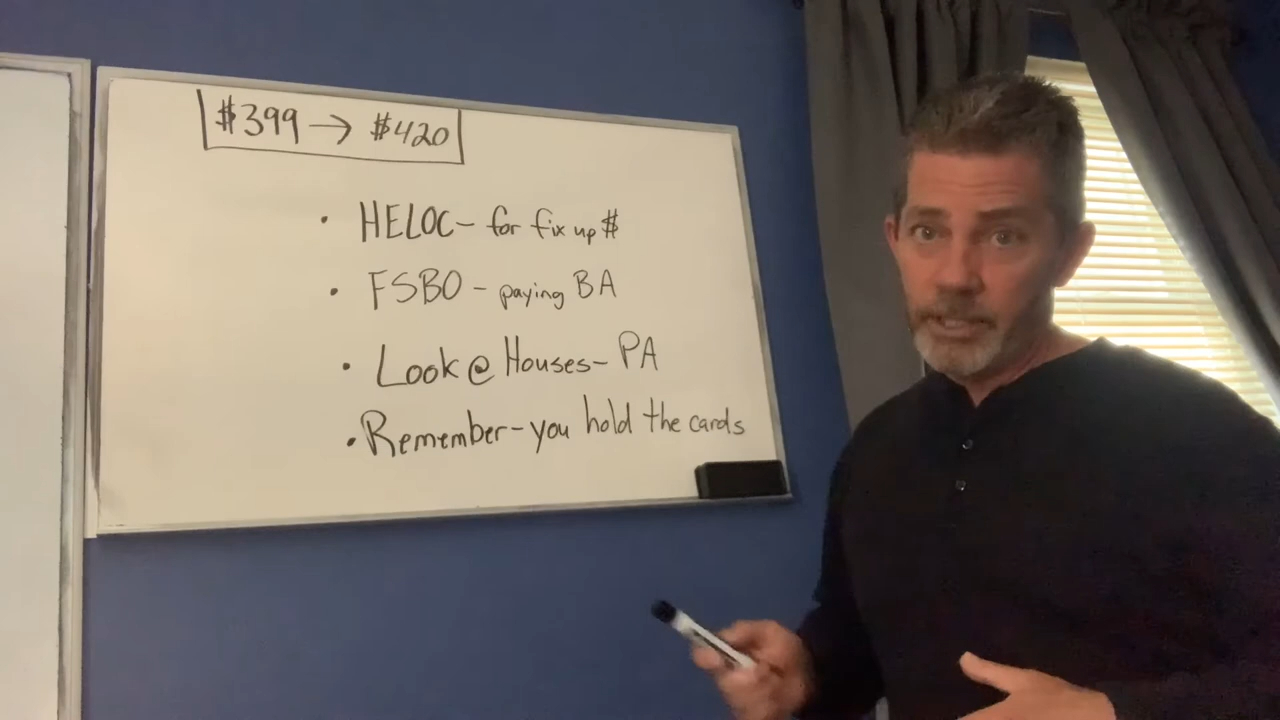 $399 → $420
• HELOC - for fix up $
• FSBO - paying BA
• Look @ Houses - PA
• Remember - you hold the cards